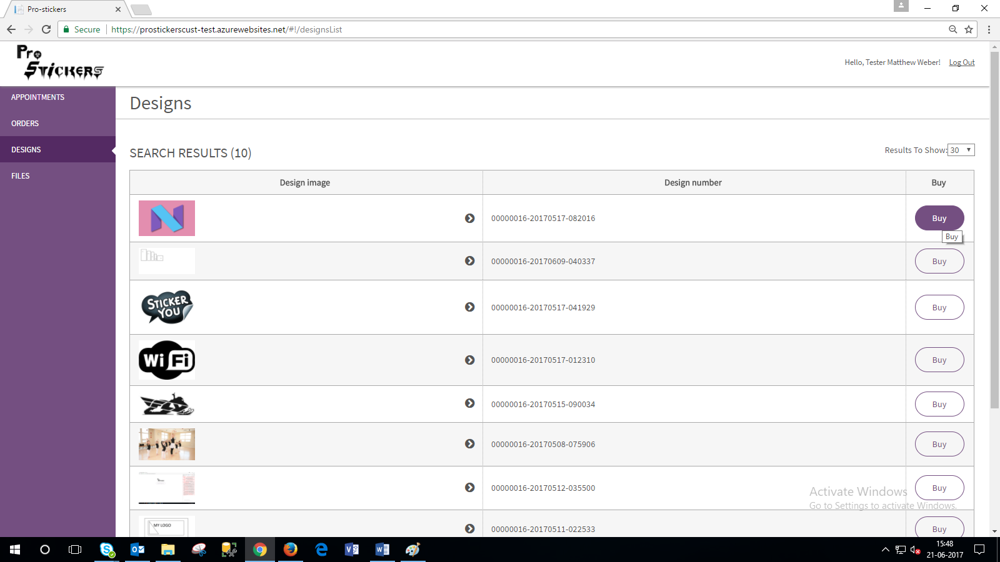 Pro-stickers
Secure
https://prostickerscust-test.azurewebsites.net/#!/designsList
Pro
Stickers
Hello, Tester Matthew Weber! Log Out
APPOINTMENTS
ORDERS
DESIGNS
FILES
Designs
SEARCH RESULTS (10)
Results To Show: 30
Design image Design number Buy
N
00000016-20170517-082016 Buy
Buy
00000016-20170609-040337 Buy
STICKER
YOU
00000016-20170517-041929 Buy
Wi Fi
00000016-20170517-012310 Buy
00000016-20170515-090034 Buy
00000016-20170508-075906 Buy
00000016-20170512-035500 Buy
MY LOGO
00000016-20170511-022533 Buy
Activate Windows
Go to Settings to activate Windows.
15:48
21-06-2017